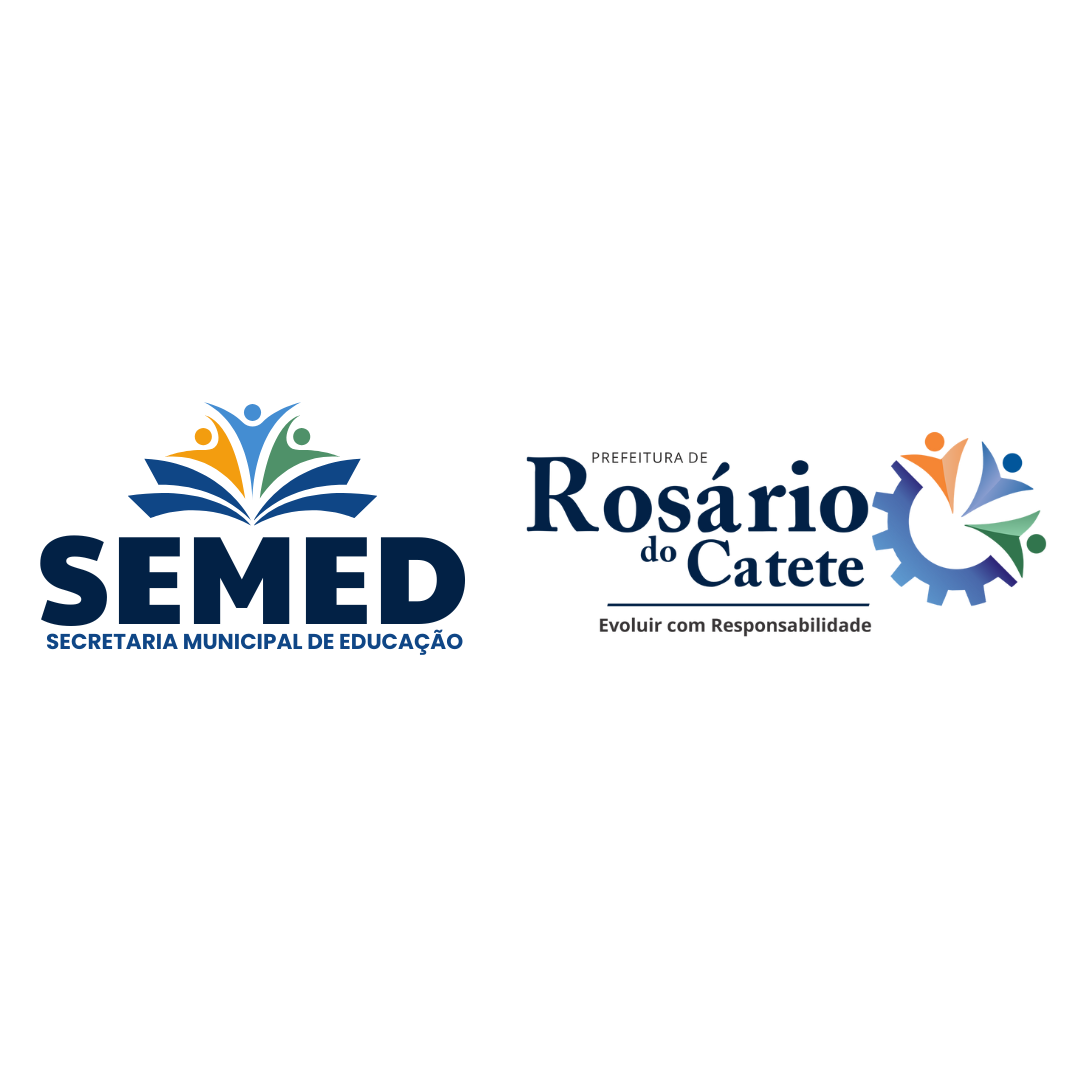 SEMED
SECRETARIA MUNICIPAL DE EDUCAÇÃO
PREFEITURA DE
Rosário
do Catete
Evoluir com Responsabilidade